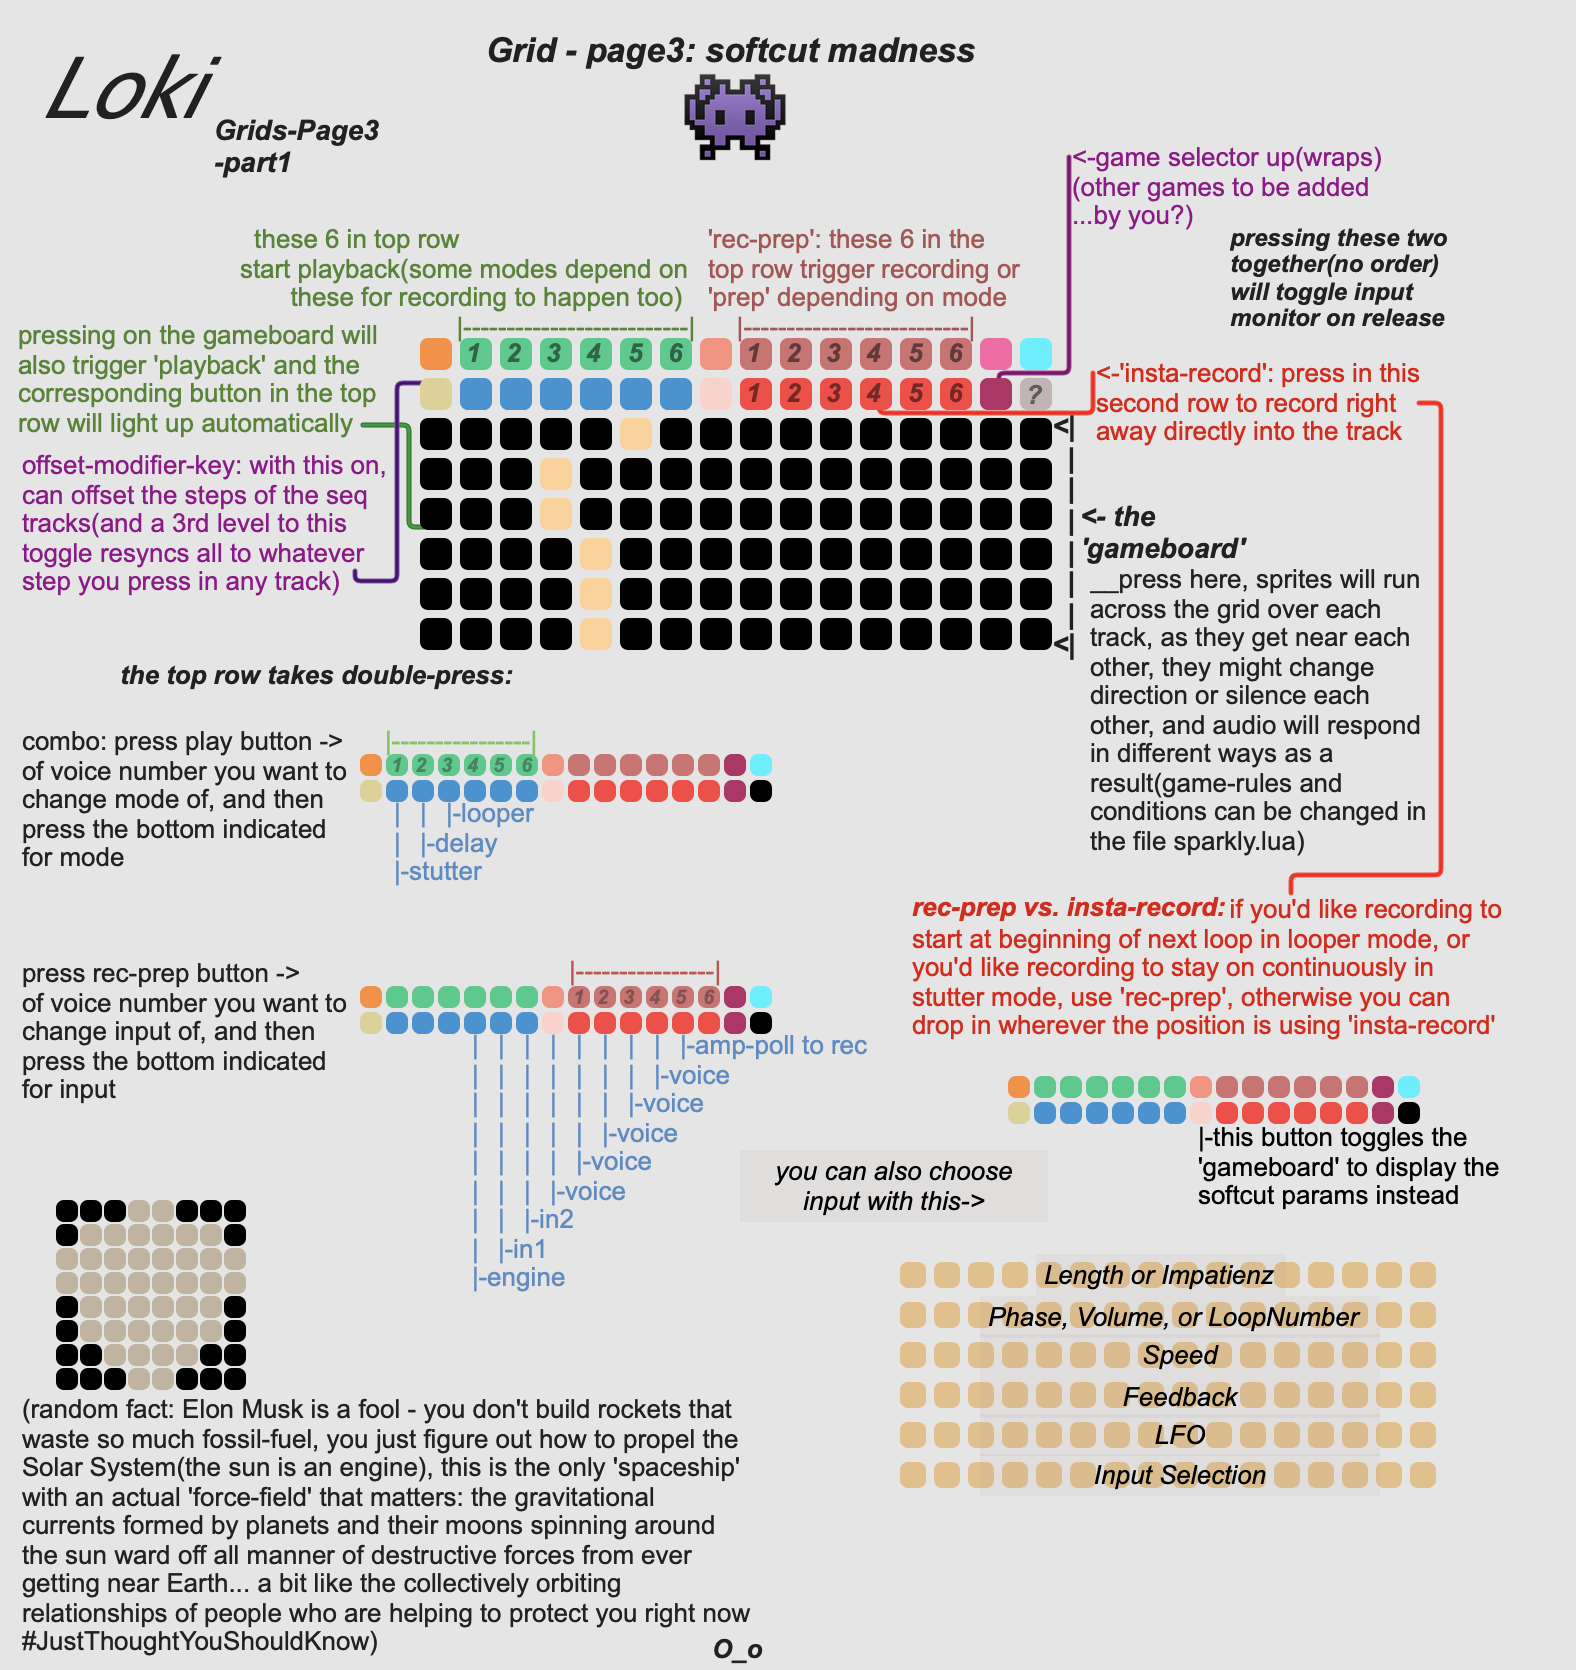 Loki
Grids-Page3
-part1
Grid - page3: softcut madness
<-game selector up(wraps)
(other games to be added
...by you?)
pressing these two
together(no order)
will toggle input
monitor on release
these 6 in top row
start playback(some modes depend on
these for recording to happen too)
'rec-prep': these 6 in the
top row trigger recording or
'prep' depending on mode
|-------------------------|
|-------------------------|
pressing on the gameboard will
also trigger 'playback' and the
corresponding button in the top
row will light up automatically
1 2 3 4 5 6 1 2 3 4 5 6
1 2 3 4 5 6 ?
<-'insta-record': press in this
second row to record right
away directly into the track
offset-modifier-key: with this on,
can offset the steps of the seq
tracks(and a 3rd level to this
toggle resyncs all to whatever
step you press in any track)
<|
<- the
'gameboard'
<|
__press here, sprites will run
across the grid over each
track, as they get near each
other, they might change
direction or silence each
other, and audio will respond
in different ways as a
result(game-rules and
conditions can be changed in
the file sparkly.lua)
the top row takes double-press:
combo: press play button ->
of voice number you want to
change mode of, and then
press the bottom indicated
for mode
|----------------|
1 2 3 4 5 6
|-looper
|-delay
|-stutter
rec-prep vs. insta-record: if you'd like recording to
start at beginning of next loop in looper mode, or
you'd like recording to stay on continuously in
stutter mode, use 'rec-prep', otherwise you can
drop in wherever the position is using 'insta-record'
press rec-prep button ->
of voice number you want to
change input of, and then
press the bottom indicated
for input
|----------------|
1 2 3 4 5 6
|-amp-poll to rec
|-voice
|-voice
|-voice
|-voice
|-voice
|-in2
|-in1
|-engine
|-this button toggles the
'gameboard' to display the
softcut params instead
you can also choose
input with this->
Length or Impatienz
Phase, Volume, or LoopNumber
Speed
Feedback
LFO
Input Selection
(random fact: Elon Musk is a fool - you don't build rockets that
waste so much fossil-fuel, you just figure out how to propel the
Solar System(the sun is an engine), this is the only 'spaceship'
with an actual 'force-field' that matters: the gravitational
currents formed by planets and their moons spinning around
the sun ward off all manner of destructive forces from ever
getting near Earth... a bit like the collectively orbiting
relationships of people who are helping to protect you right now
#JustThoughtYouShouldKnow)
O_o